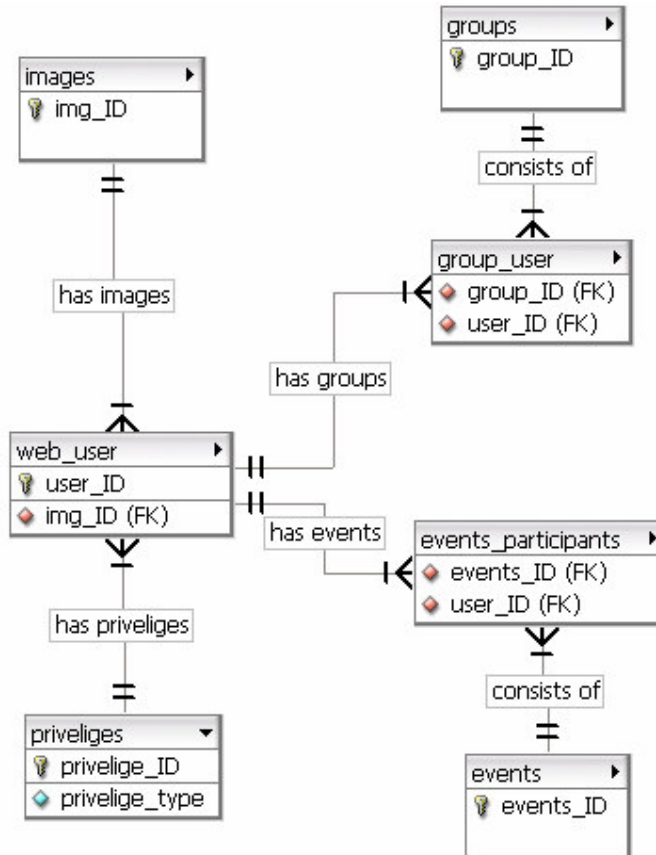 groups
group_ID
images
img_ID
consists of
group_user
group_ID (FK)
user_ID (FK)
has images
has groups
web_user
user_ID
img_ID (FK)
has events
events_participants
events_ID (FK)
user_ID (FK)
has priveliges
consists of
priveliges
privelige_ID
privelige_type
events
events_ID